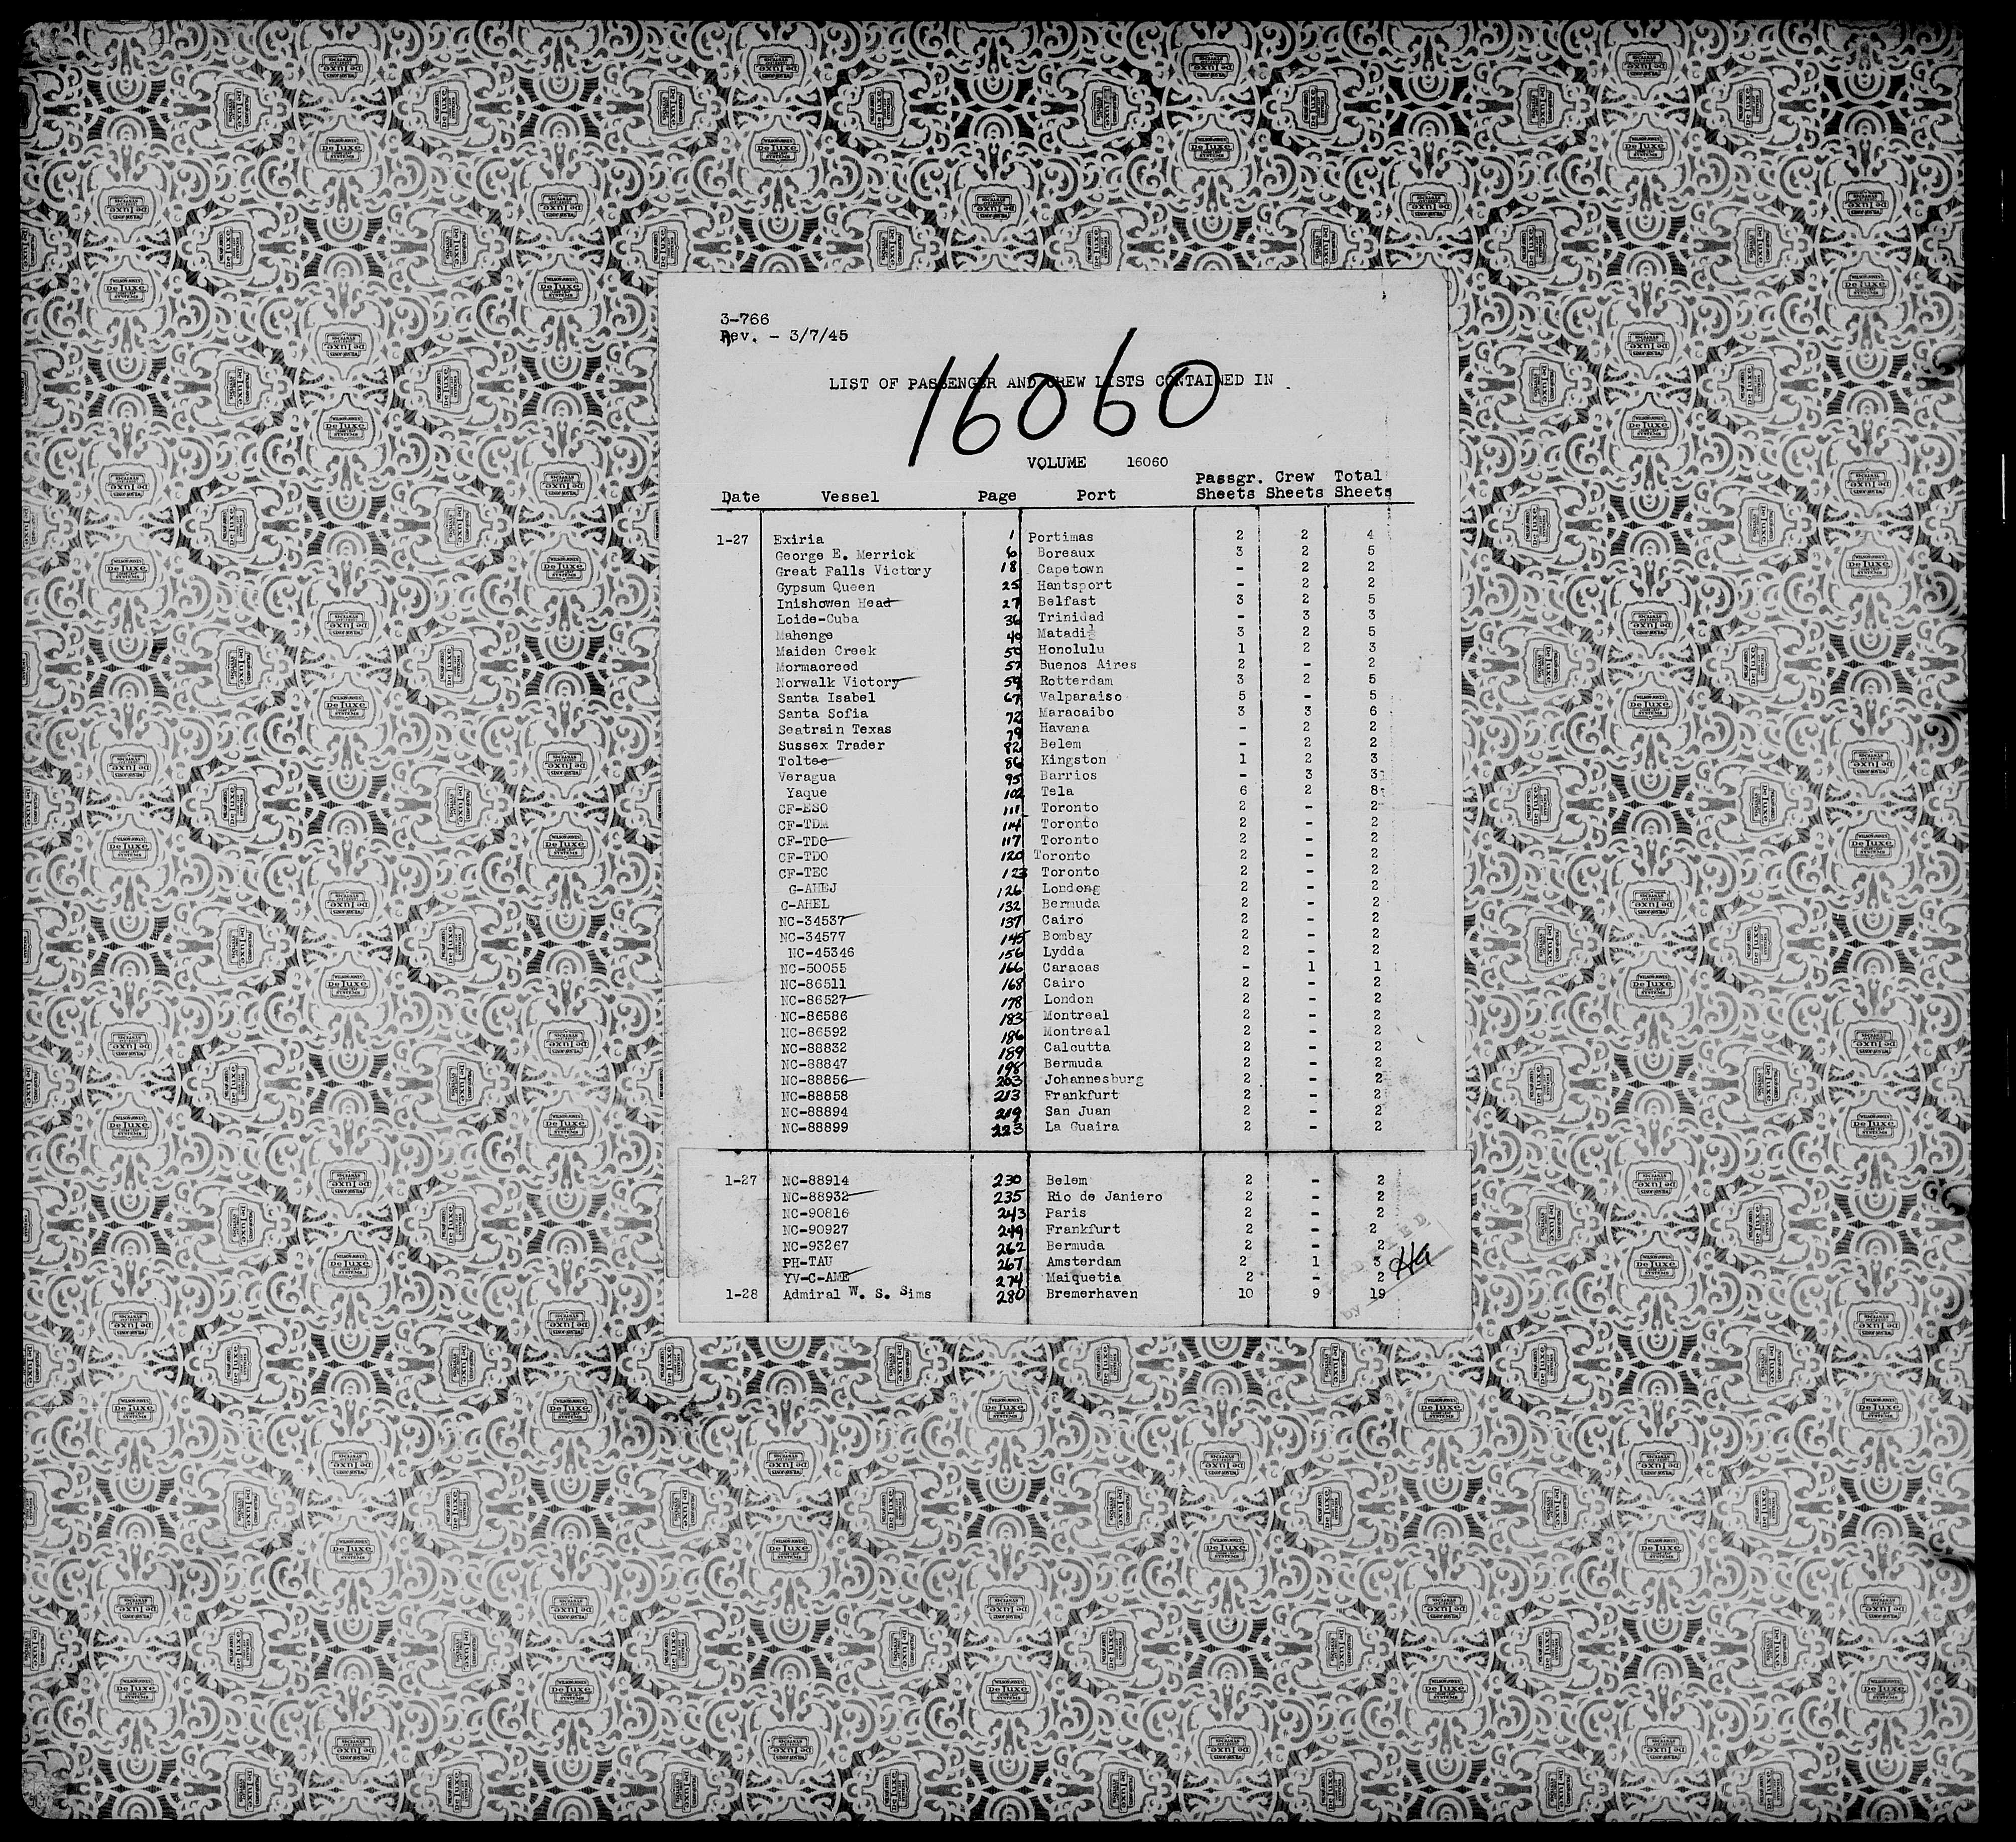 3-766
Rev. - 3/7/45
LIST OF PASSENGER AND CREW LISTS CONTAINED IN
16060
VOLUME 16060
Date Vessel Page Port Passgr. Sheets Crew Sheets Total Sheets
1-27 Exiria 1 Portimas 2 2 4
George E. Merrick 6 Boreaux 3 2 5
Great Falls Victory 18 Capetown - 2 2
Gypsum Queen 25 Hantsport - 2 2
Inishowen Head 27 Belfast 3 2 5
Loide-Cuba 36 Trinidad - 3 3
Mahenge 40 Matadi 3 2 5
Maiden Creek 50 Honolulu 1 2 3
Mormacreed 57 Buenos Aires 2 - 2
Norwalk Victory 59 Rotterdam 3 2 5
Santa Isabel 67 Valparaiso 5 - 5
Santa Sofia 72 Maracaibo 3 3 6
Seatrain Texas 79 Havana - 2 2
Sussex Trader 82 Belem - 2 2
Toltec 86 Kingston 1 2 3
Veragua 95 Barrios - 3 3
Yaque 102 Tela 6 2 8
CF-ESO 111 Toronto 2 - 2
CF-TDM 114 Toronto 2 - 2
CF-TDC 117 Toronto 2 - 2
CF-TDO 120 Toronto 2 - 2
CF-TEC 123 Toronto 2 - 2
G-AHEJ 126 Londong 2 - 2
G-AHEL 132 Bermuda 2 - 2
NC-34537 137 Cairo 2 - 2
NC-34577 145 Bombay 2 - 2
NC-45346 156 Lydda 2 - 2
NC-50055 166 Caracas - 1 1
NC-86511 168 Cairo 2 - 2
NC-86527 178 London 2 - 2
NC-86586 183 Montreal 2 - 2
NC-86592 186 Montreal 2 - 2
NC-88832 189 Calcutta 2 - 2
NC-88847 198 Bermuda 2 - 2
NC-88856 203 Johannesburg 2 - 2
NC-88858 213 Frankfurt 2 - 2
NC-88894 219 San Juan 2 - 2
NC-88899 223 La Guaira 2 - 2
1-27 NC-88914 230 Belem 2 - 2
NC-88932 235 Rio de Janiero 2 - 2
NC-90816 243 Paris 2 - 2
NC-90927 249 Frankfurt 2 - 2
NC-93267 262 Bermuda 2 - 2
PH-TAU 267 Amsterdam 2 1 3
YV-C-AME 274 Maiquetia 2 - 2
1-28 Admiral W. S. Sims 280 Bremerhaven 10 9 19
by
WILSON-JONES
De Luxe
SYSTEMS